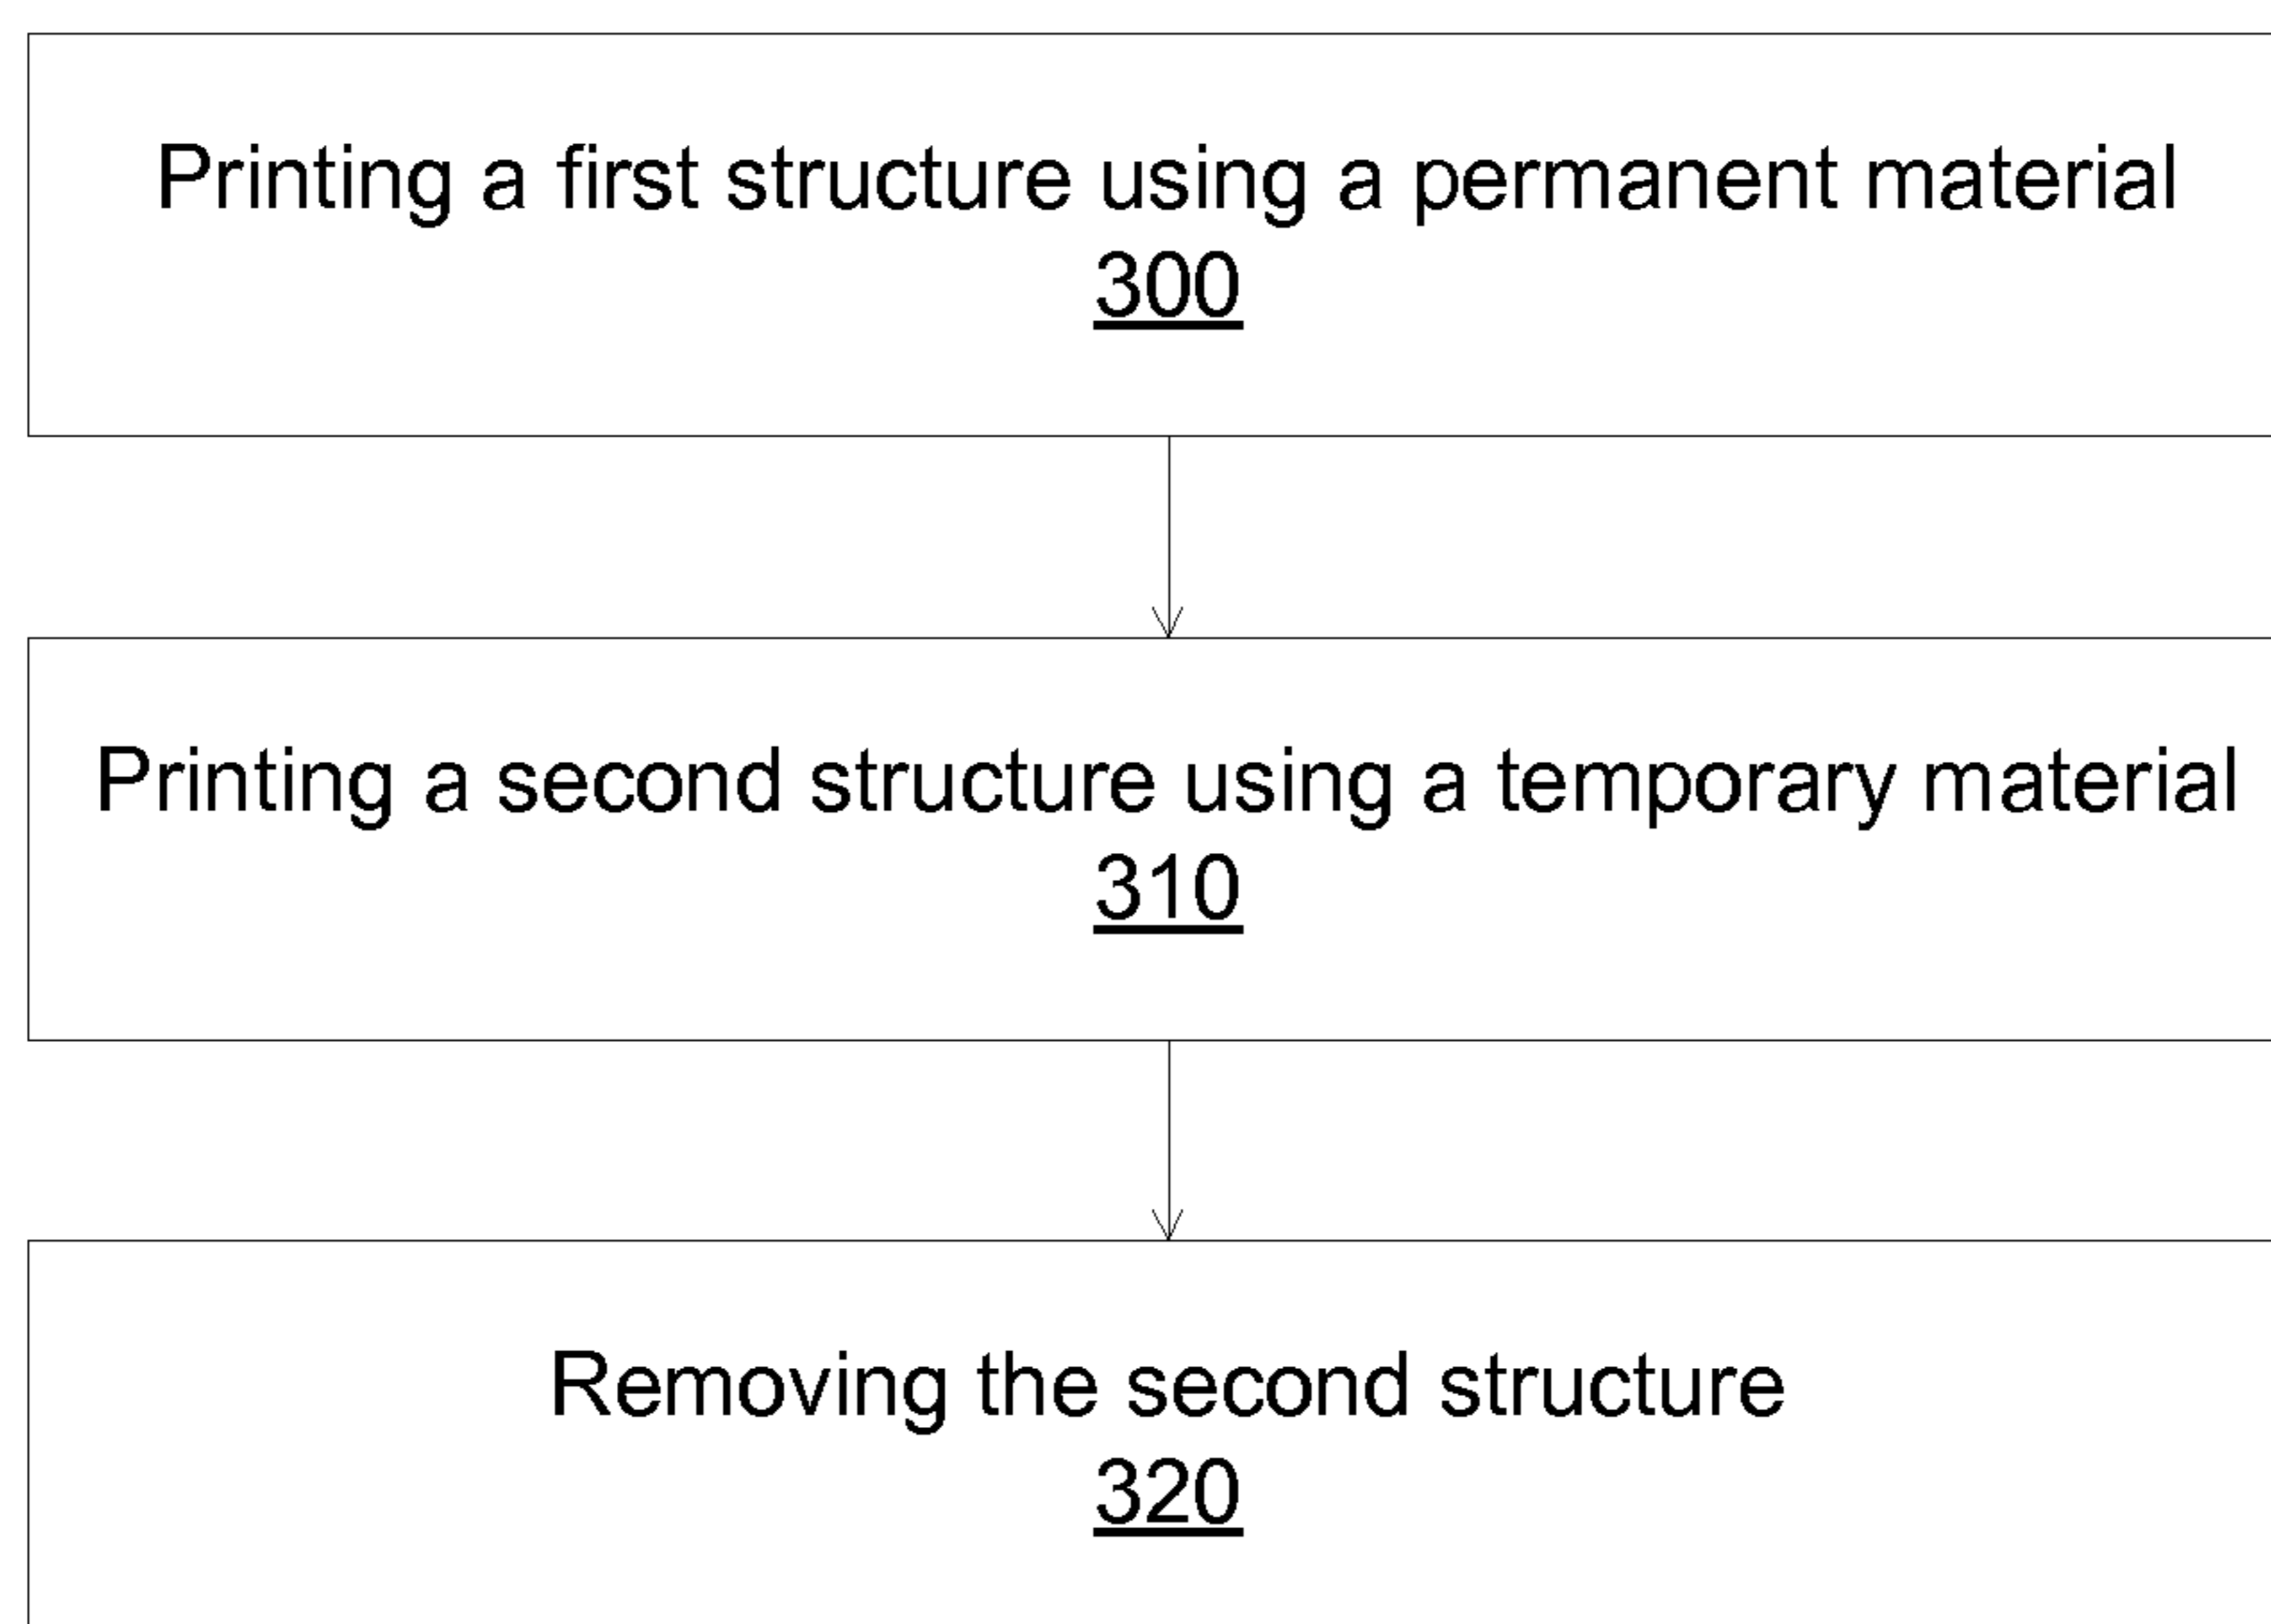 Printing a first structure using a permanent material
300
Printing a second structure using a temporary material
310
Removing the second structure
320